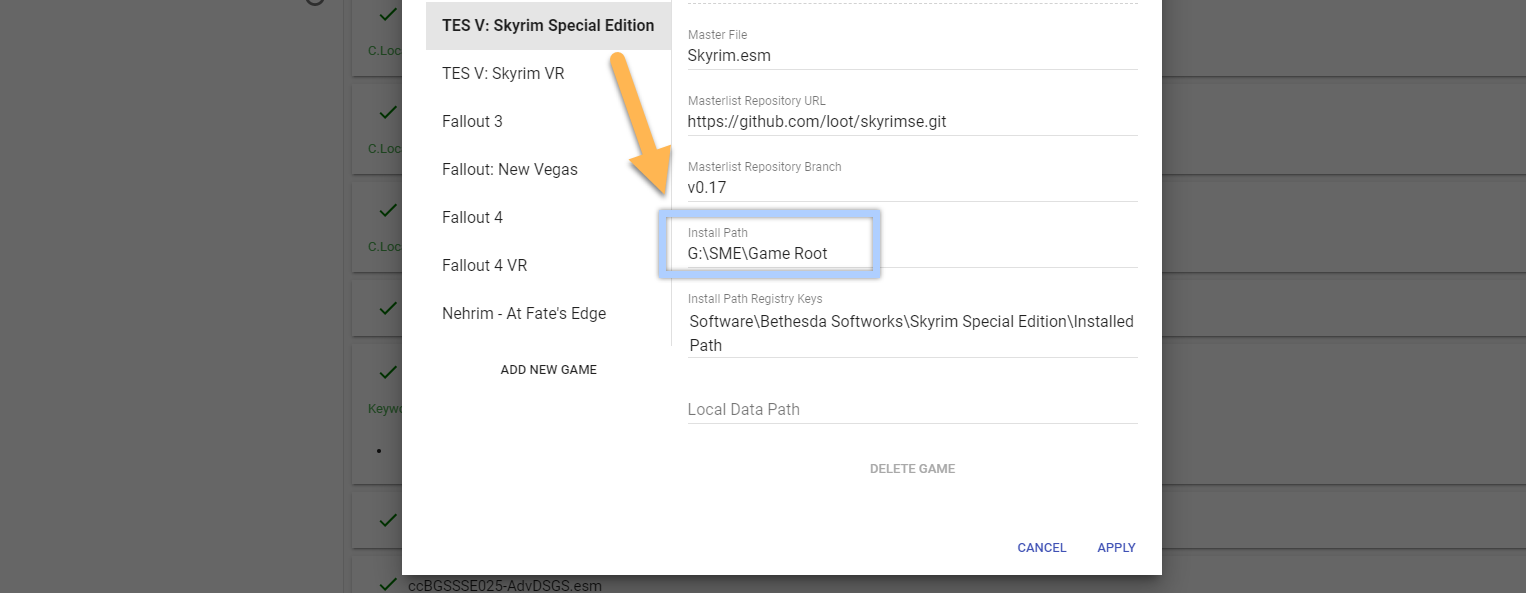 C.Loc
C.Loc
C.Loc
Keywo
TES V: Skyrim Special Edition
TES V: Skyrim VR
Fallout 3
Fallout: New Vegas
Fallout 4
Fallout 4 VR
Nehrim - At Fate's Edge
ADD NEW GAME
Master File
Skyrim.esm
Masterlist Repository URL
https://github.com/loot/skyrimse.git
Masterlist Repository Branch
v0.17
Install Path
G:\SME\Game Root
Install Path Registry Keys
Software\Bethesda Softworks\Skyrim Special Edition\Installed
Path
Local Data Path
DELETE GAME
CANCEL
APPLY
ccBGSSSE025-AdvDSGS.esm